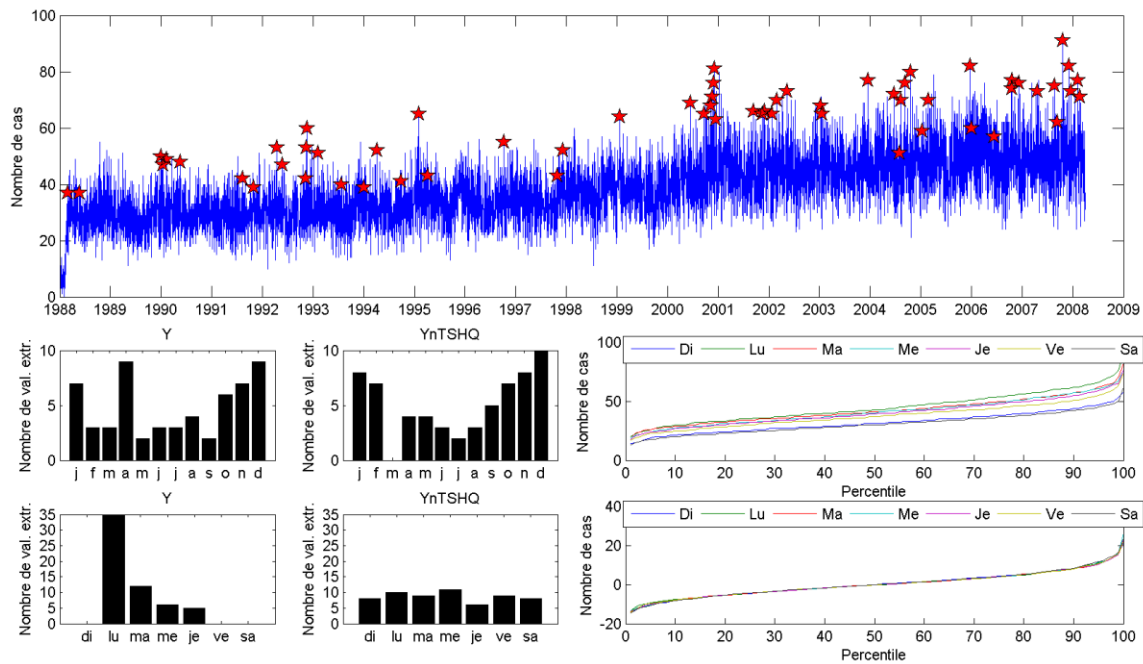 100
80
60
40
20
0
Nombre de cas
1988 1989 1990 1991 1992 1993 1994 1995 1996 1997 1998 1999 2000 2001 2002 2003 2004 2005 2006 2007 2008 2009
Y
10
5
0
Nombre de val. extr.
j f m a m j j a s o n d
YnTSHQ
10
5
0
Nombre de val. extr.
j f m a m j j a s o n d
100
50
0
Nombre de cas
Di Lu Ma Me Je Ve Sa
0 10 20 30 40 50 60 70 80 90 100
Percentile
Y
35
30
25
20
15
10
5
0
Nombre de val. extr.
di lu ma me je ve sa
YnTSHQ
35
30
25
20
15
10
5
0
Nombre de val. extr.
di lu ma me je ve sa
40
20
0
-20
Nombre de cas
Di Lu Ma Me Je Ve Sa
0 10 20 30 40 50 60 70 80 90 100
Percentile